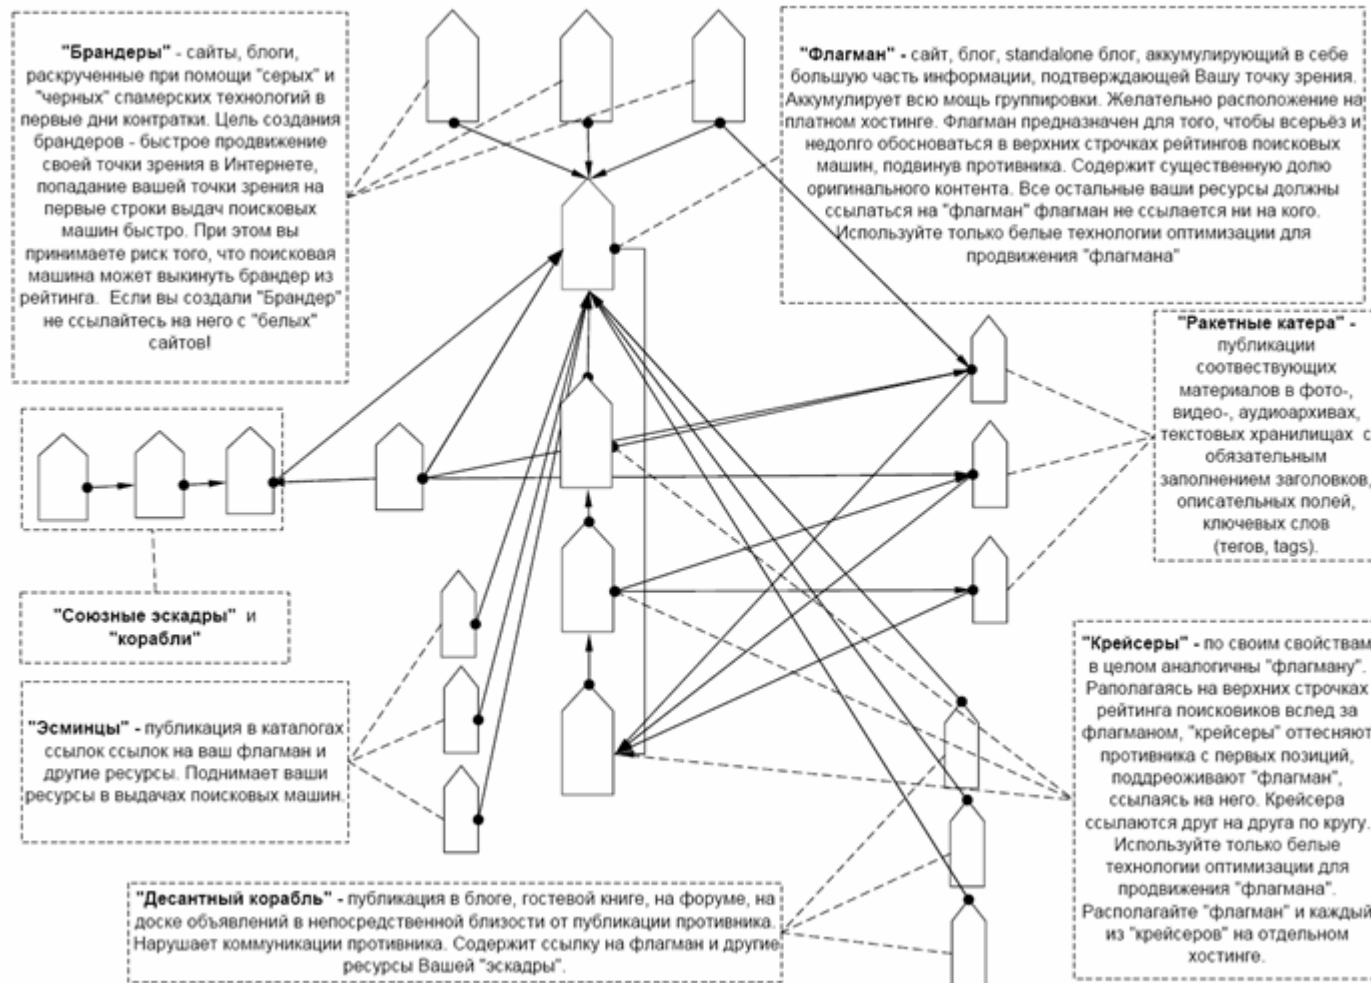 "Брандеры" - сайты, блоги,
раскрученные при помощи "серых" и
"черных" спамерских технологий в
первые дни контратки. Цель создания
брандеров - быстрое продвижение
своей точки зрения в Интернете,
попадание вашей точки зрения на
первые строки выдач поисковых
машин быстро. При этом вы
принимаете риск того, что поисковая
машина может выкинуть брандер из
рейтинга. Если вы создали "Брандер"
не ссылайтесь на него с "белых"
сайтов!
"Флагман" - сайт, блог, standalone блог, аккумулирующий в себе
большую часть информации, подтверждающей Вашу точку зрения.
Аккумулирует всю мощь группировки. Желательно расположение на
платном хостинге. Флагман предназначен для того, чтобы всерьёз и
недолго обосноваться в верхних строчках рейтингов поисковых
машин, подвинув противника. Содержит существенную долю
оригинального контента. Все остальные ваши ресурсы должны
ссылаться на "флагман" флагман не ссылается ни на кого.
Используйте только белые технологии оптимизации для
продвижения "флагмана"
"Ракетные катера" -
публикации
соотвествующих
материалов в фото-,
видео-, аудиоархивах,
текстовых хранилищах с
обязательным
заполнением заголовков,
описательных полей,
ключевых слов
(тегов, tags).
"Союзные эскадры" и
"корабли"
"Эсминцы" - публикация в каталогах
ссылок ссылок на ваш флагман и
другие ресурсы. Поднимает ваши
ресурсы в выдачах поисковых машин.
"Крейсеры" - по своим свойствам
в целом аналогичны "флагману".
Раполагаясь на верхних строчках
рейтинга поисковиков вслед за
флагманом, "крейсеры" оттесняют
противника с первых позиций,
поддреоживают "флагман",
ссылаясь на него. Крейсера
ссылаются друг на друга по кругу.
Используйте только белые
технологии оптимизации для
продвижения "флагмана".
Располагайте "флагман" и каждый
из "крейсеров" на отдельном
хостинге.
"Десантный корабль" - публикация в блоге, гостевой книге, на форуме, на
доске объявлений в непосредственной близости от публикации противника.
Нарушает коммуникации противника. Содержит ссылку на флагман и другие
ресурсы Вашей "эскадры".